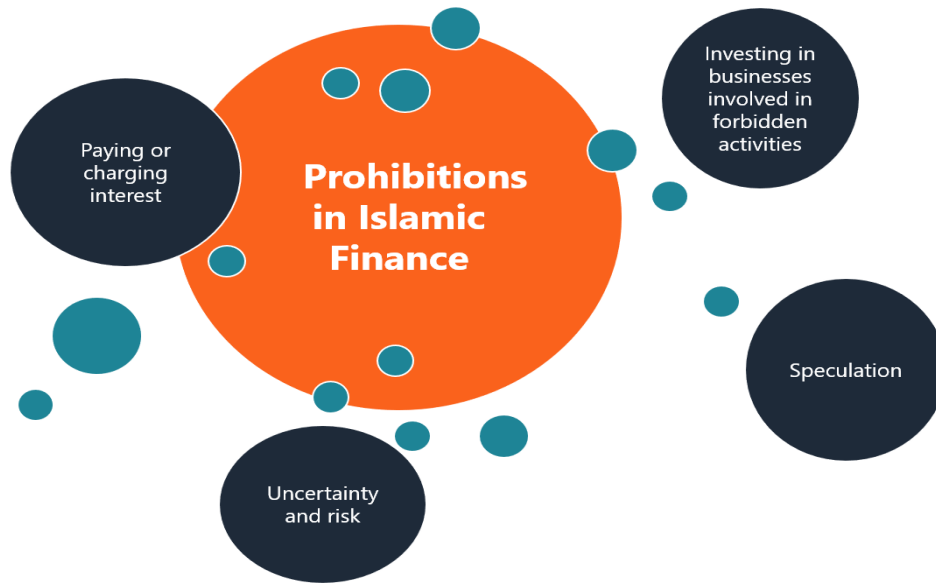 Prohibitions
in Islamic
Finance
Paying or
charging
interest
Investing in
businesses
involved in
forbidden
activities
Speculation
Uncertainty
and risk